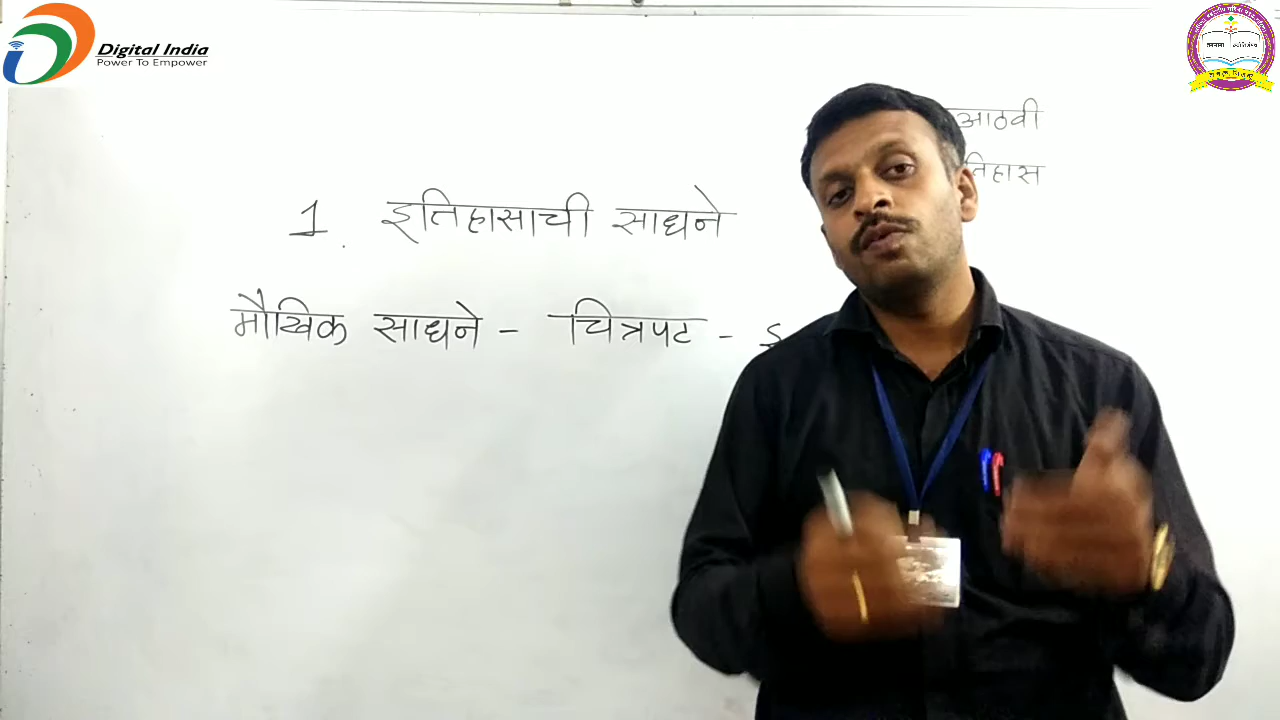 Digital India
Power To Empower
आठवी
तिहास
1. इतिहासाची साधने
मौखिक साधने - चित्रपट - इ